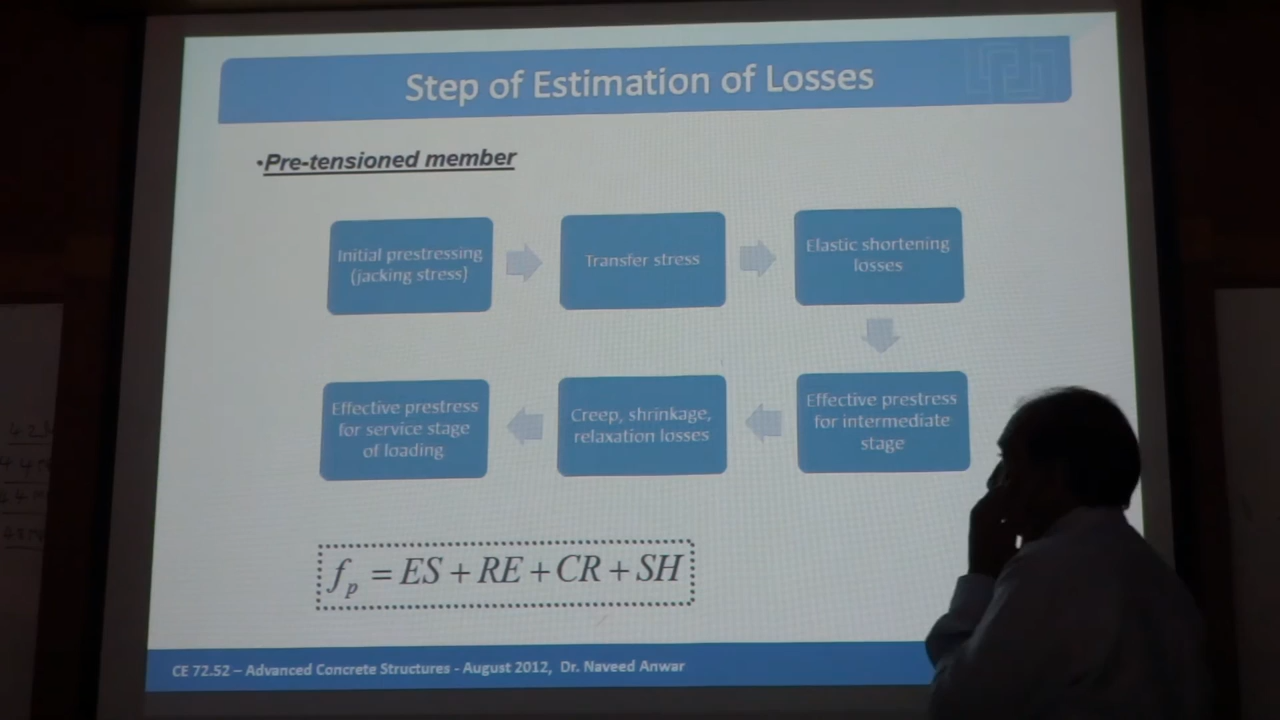 Step of Estimation of Losses
•Pre-tensioned member
Initial prestressing
(jacking stress)
Transfer stress
Elastic shortening
losses
Effective prestress
for intermediate
stage
Creep, shrinkage,
relaxation losses
Effective prestress
for service stage
of loading
f_p = ES + RE + CR + SH
CE 72.52 – Advanced Concrete Structures - August 2012, Dr. Naveed Anwar